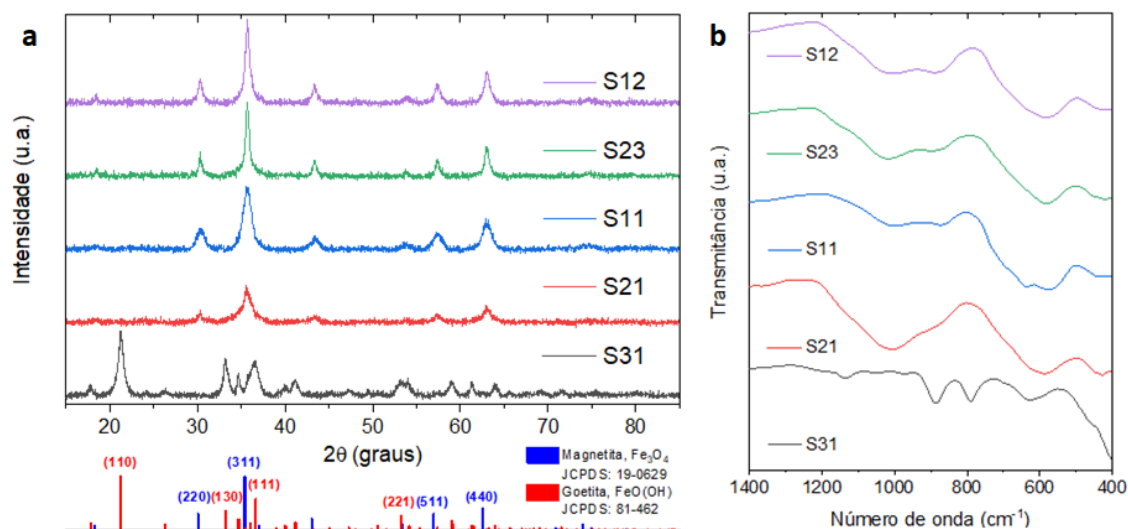 a
Intensidade (u.a.)
S12
S23
S11
S21
S31
20 30 40 50 60 70 80
2θ (graus)
(110)
(311)
(220)
(130)
(111)
(221)
(511)
(440)
Magnetita, Fe₃O₄
JCPDS: 19-0629
Goetita, FeO(OH)
JCPDS: 81-462
b
Transmitância (u.a.)
S12
S23
S11
S21
S31
1400 1200 1000 800 600 400
Número de onda (cm⁻¹)